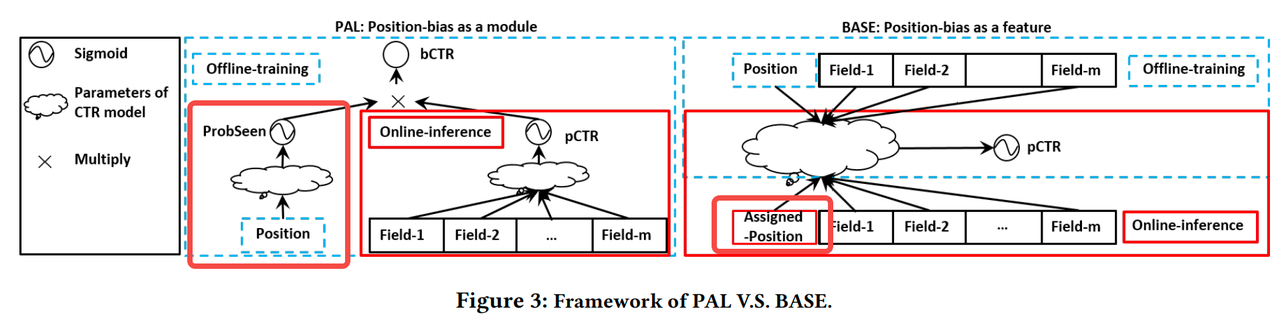 PAL: Position-bias as a module
BASE: Position-bias as a feature
Sigmoid
Parameters of
CTR model
Multiply
Offline-training
bCTR
ProbSeen
Online-inference
pCTR
Position
Field-1 Field-2 ... Field-m
Position Field-1 Field-2 Field-m Offline-training
pCTR
Assigned
-Position
Field-1 Field-2 ... Field-m Online-inference
Figure 3: Framework of PAL V.S. BASE.